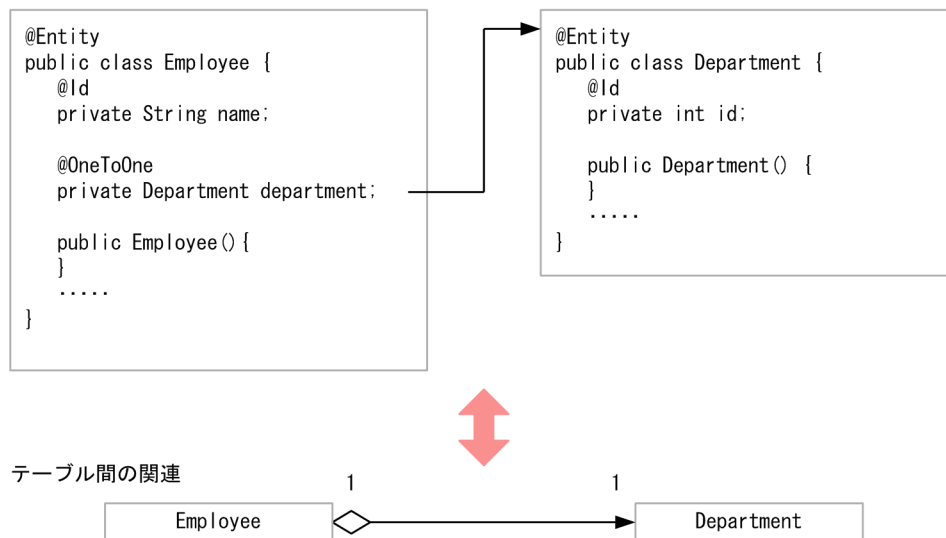 @Entity
public class Employee {
@Id
private String name;
@OneToOne
private Department department;
public Employee(){
}
.....
}
@Entity
public class Department {
@Id
private int id;
public Department() {
}
.....
}
テーブル間の関連
1
1
Employee
Department